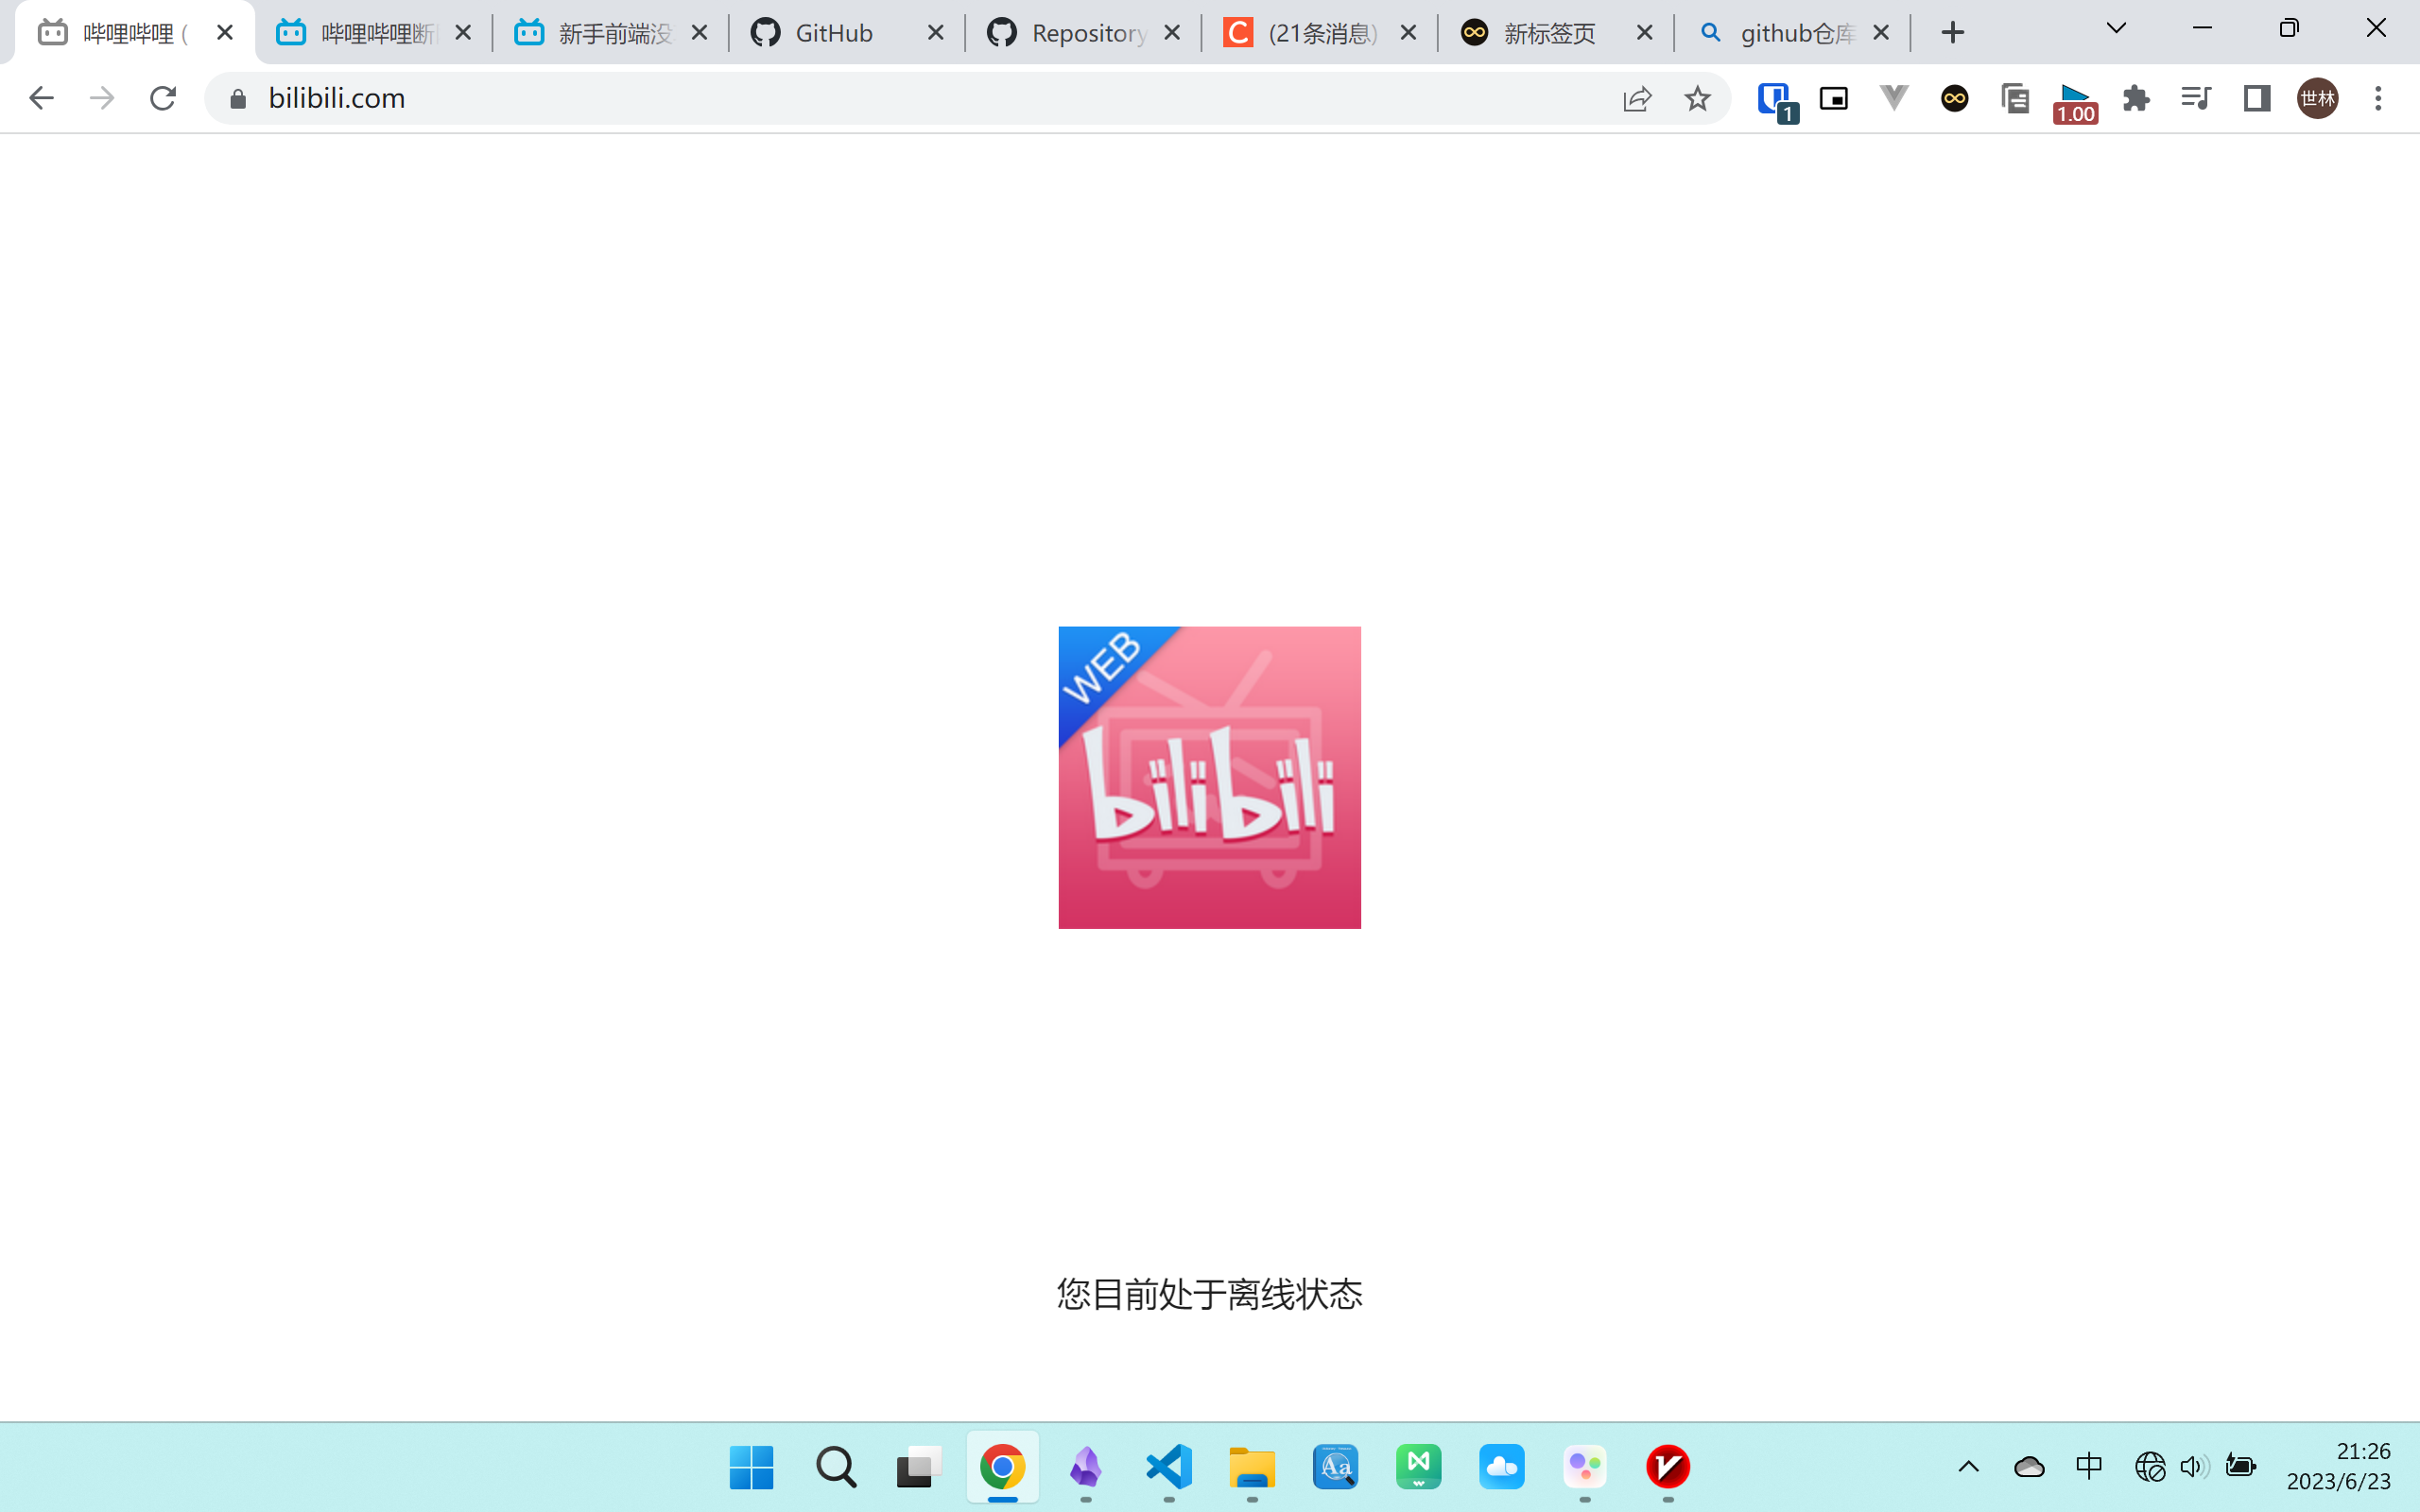 哔哩哔哩 (
哔哩哔哩断
新手前端没
GitHub
Repository
(21条消息)
新标签页
github仓库
bilibili.com
1
1.00
世林
WEB
bilibili
您目前处于离线状态
Aa
中
21:26
2023/6/23